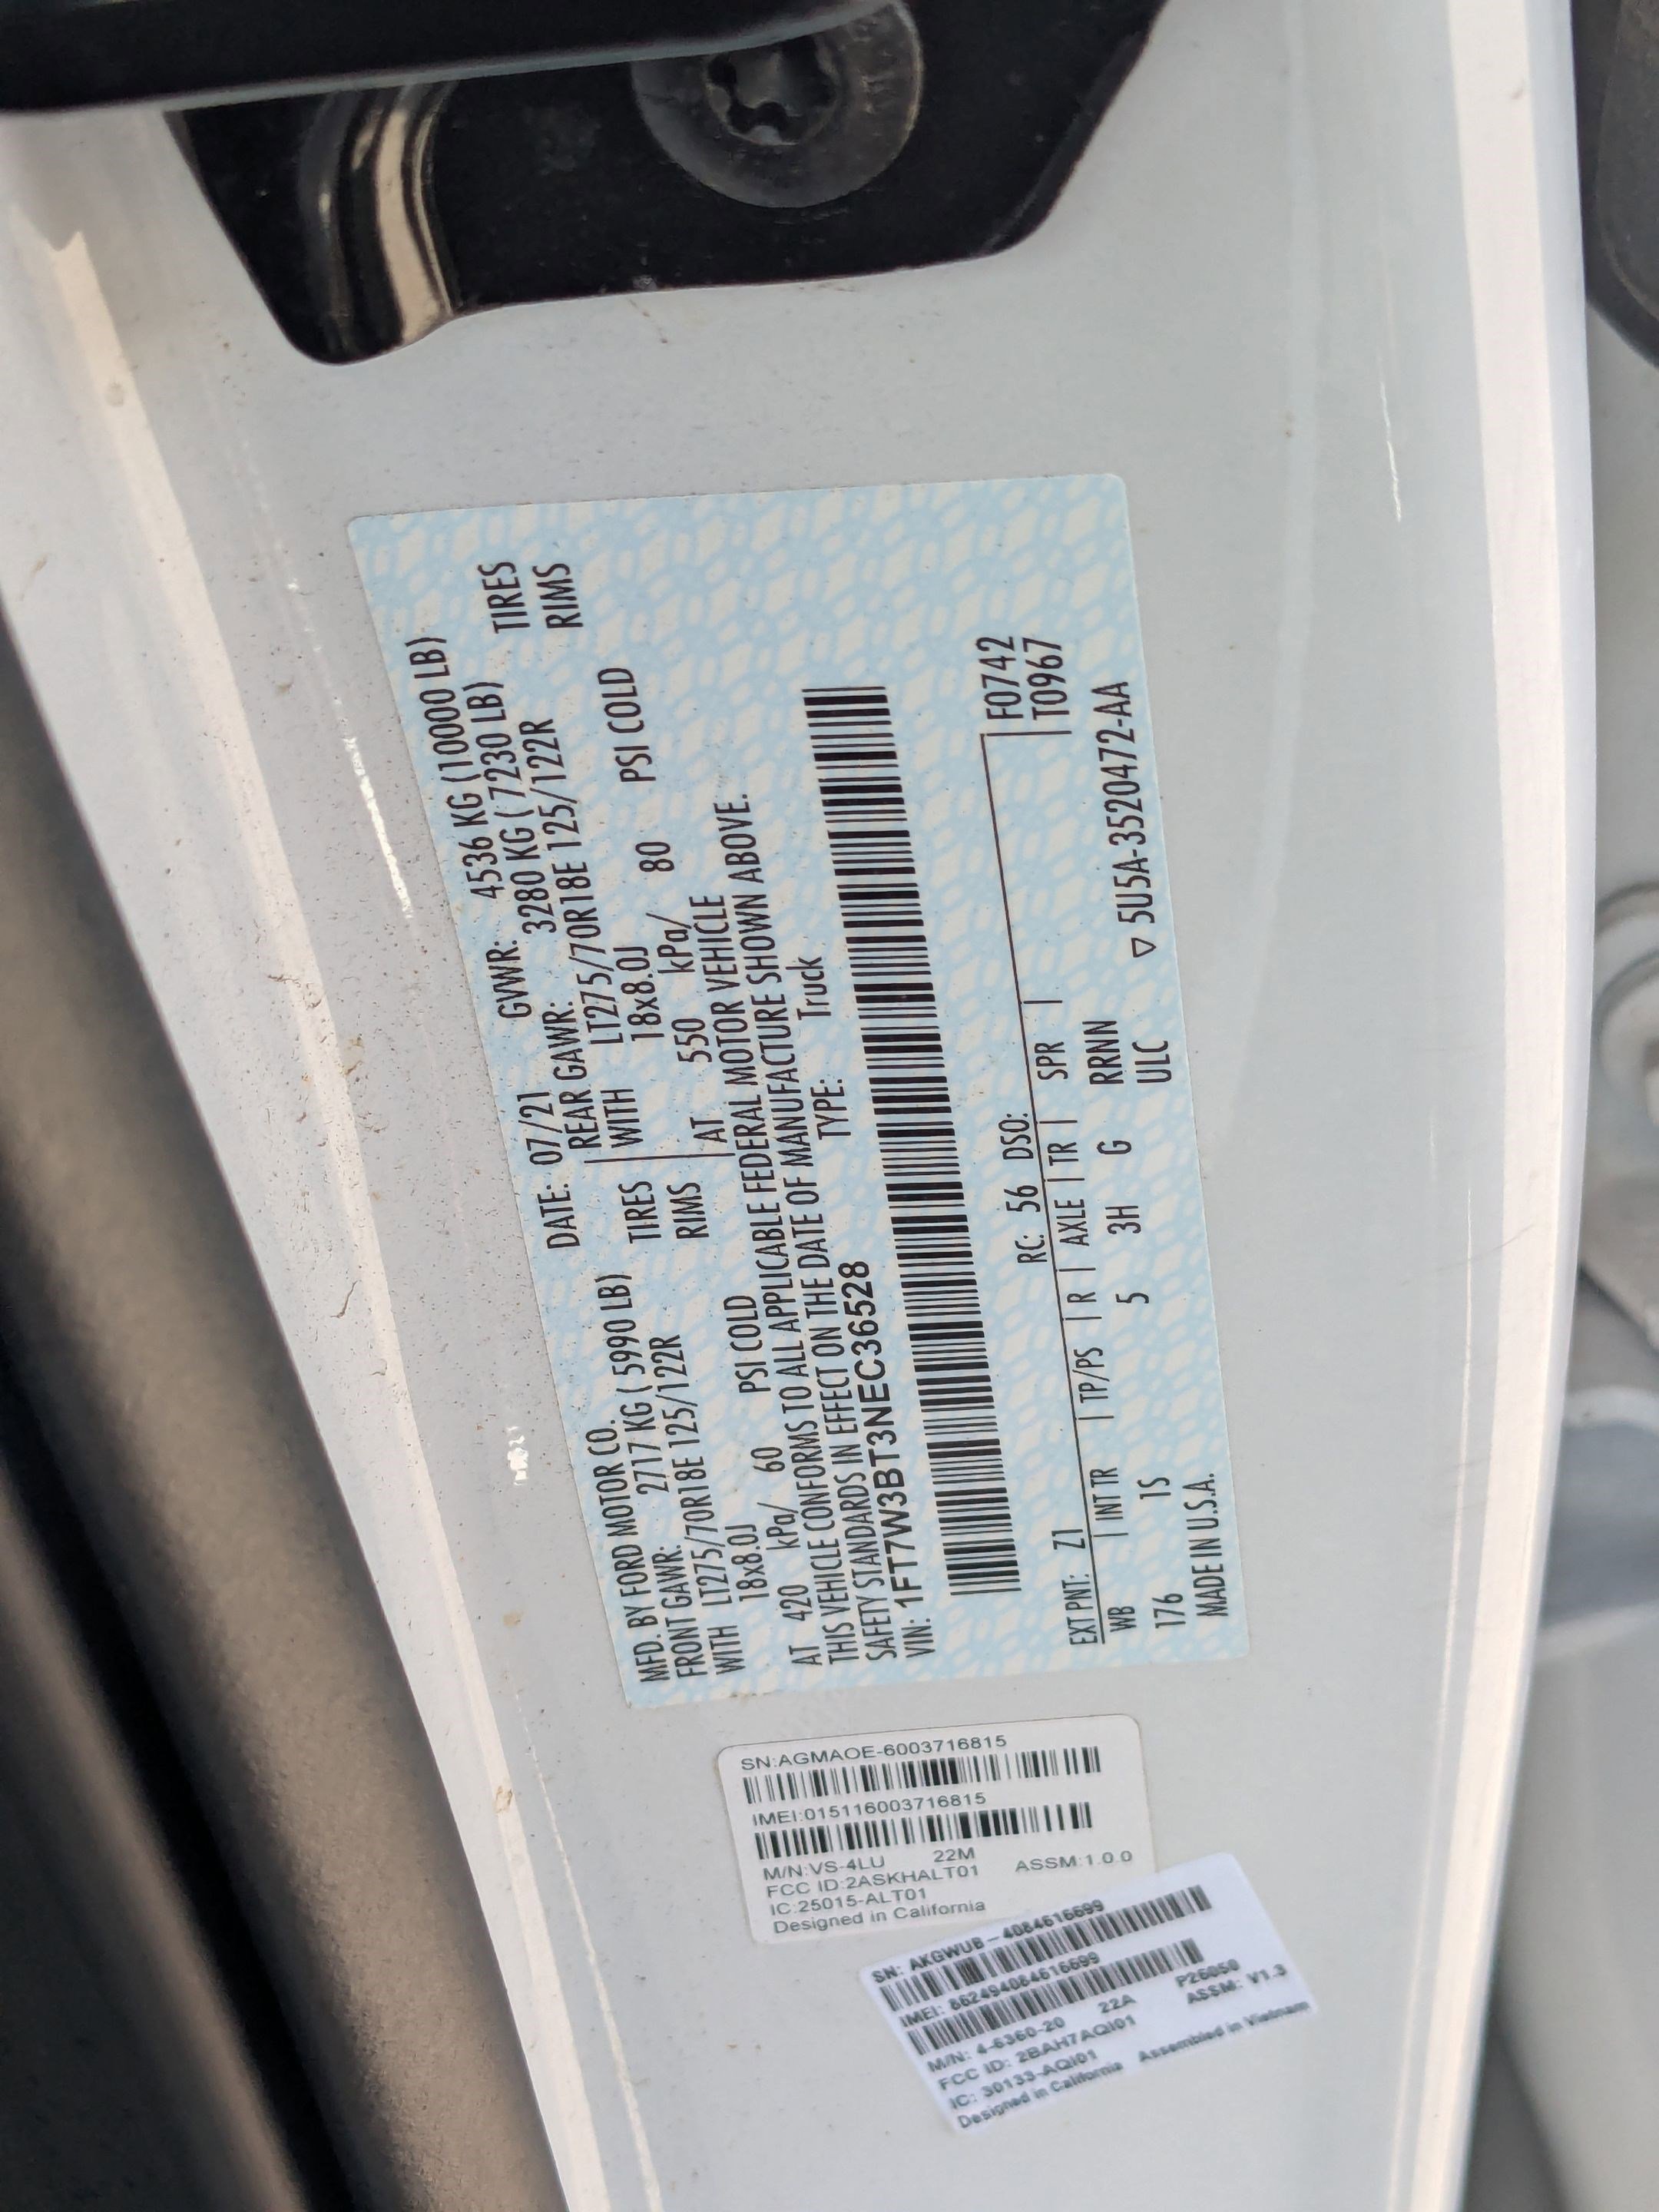 MFD. BY FORD MOTOR CO.
DATE: 07/21 GVWR: 4536 KG (10000 LB)
FRONT GAWR: 2717 KG ( 5990 LB) REAR GAWR: 3280 KG ( 7230 LB)
WITH LT275/70R18E 125/122R TIRES WITH LT275/70R18E 125/122R TIRES
18x8.0J RIMS 18x8.0J RIMS
AT 420 kPa/ 60 PSI COLD AT 550 kPa/ 80 PSI COLD
THIS VEHICLE CONFORMS TO ALL APPLICABLE FEDERAL MOTOR VEHICLE
SAFETY STANDARDS IN EFFECT ON THE DATE OF MANUFACTURE SHOWN ABOVE.
VIN: 1FT7W3BT3NEC36528 TYPE: Truck
F0742
T0967
EXT PNT: Z1 RC: 56 DSO:
WB | INT TR | TP/PS | R | AXLE | TR | SPR |
176 IS 5 3H G RRNN
MADE IN U.S.A. ULC ▽ 5U5A-3520472-AA
SN:AGMAOE-6003716815
IMEI:015116003716815
M/N:VS-4LU 22M
FCC ID:2ASKHALT01 ASSM:1.0.0
IC:25015-ALT01
Designed in California
SN: AKGWUB-4084616699
IMEI: 862494084616699
M/N: 4-6360-20 22A P26050
FCC ID: 2BAH7AQI01 ASSM: V1.3
IC: 30133-AQI01
Designed in California Assembled in Vietnam